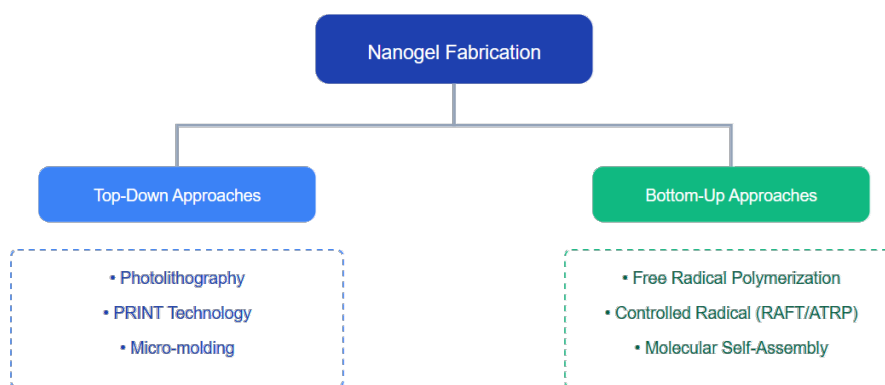 Nanogel Fabrication
Top-Down Approaches
• Photolithography
• PRINT Technology
• Micro-molding
Bottom-Up Approaches
• Free Radical Polymerization
• Controlled Radical (RAFT/ATRP)
• Molecular Self-Assembly